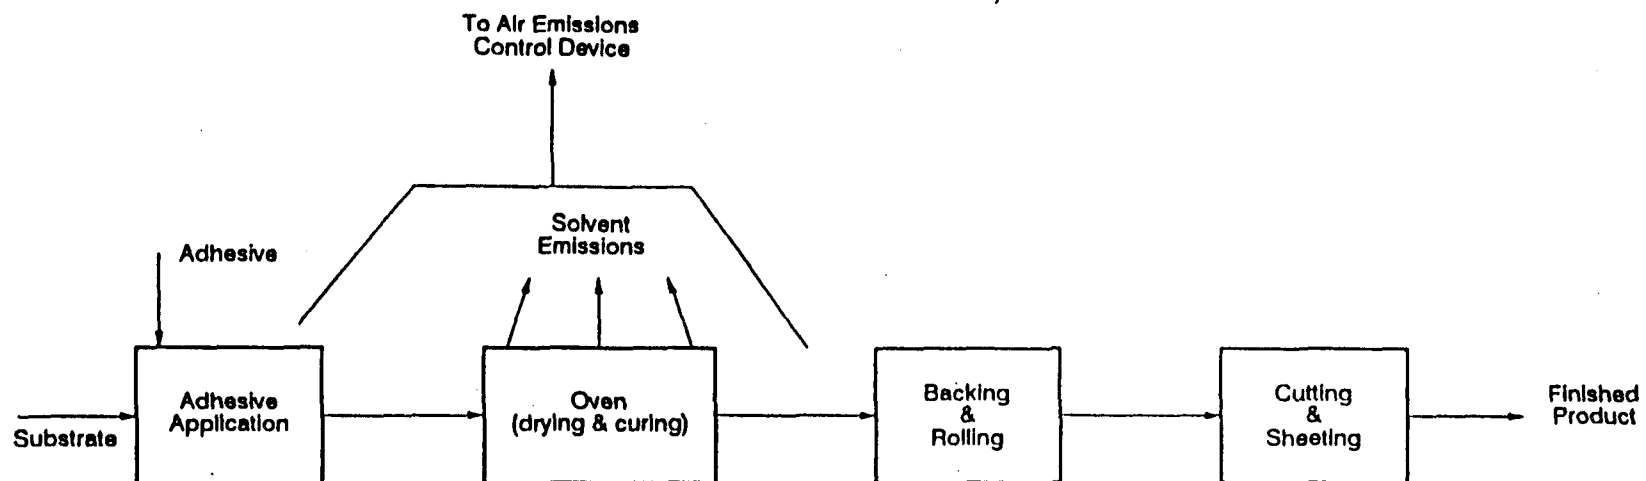 To Air Emissions
Control Device
Solvent
Emissions
Adhesive
Adhesive
Application
Oven
(drying & curing)
Backing
&
Rolling
Cutting
&
Sheeting
Finished
Product
Substrate